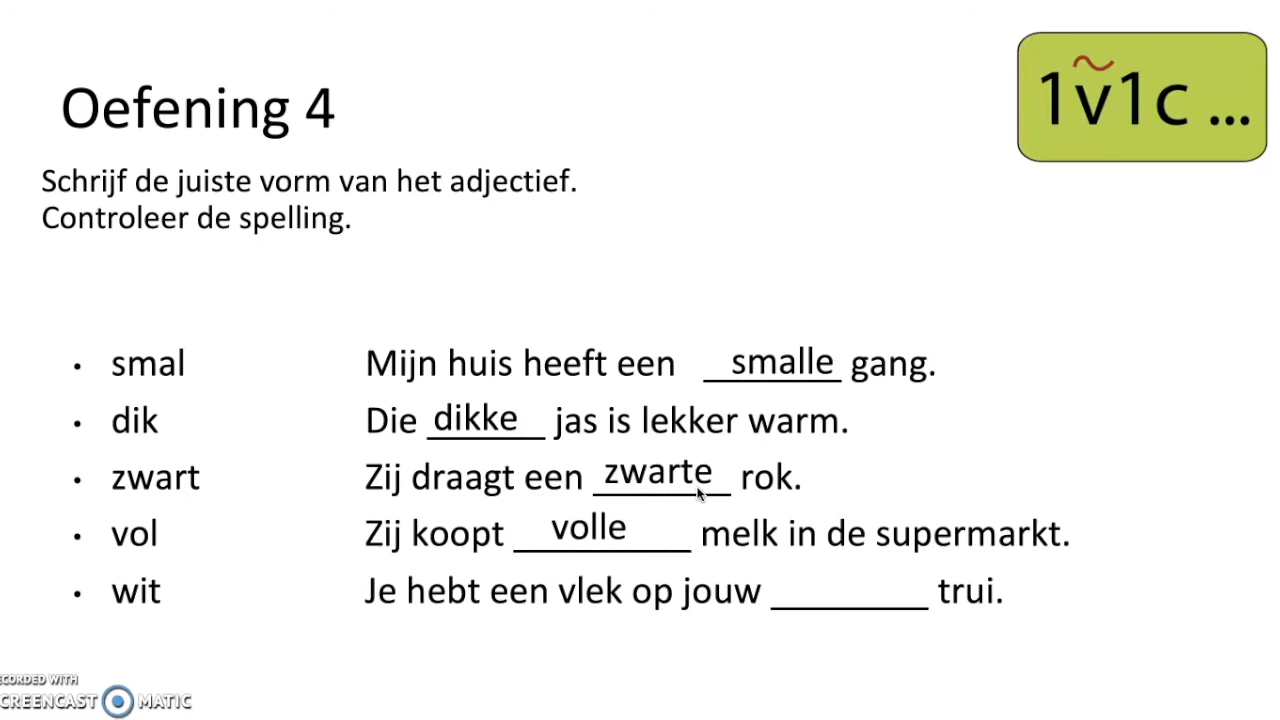 1v1c ...
Oefening 4
Schrijf de juiste vorm van het adjectief.
Controleer de spelling.
• smal Mijn huis heeft een smalle gang.
• dik Die dikke jas is lekker warm.
• zwart Zij draagt een zwarte rok.
• vol Zij koopt volle melk in de supermarkt.
• wit Je hebt een vlek op jouw ________ trui.
ECORDED WITH
CREENCAST MATIC